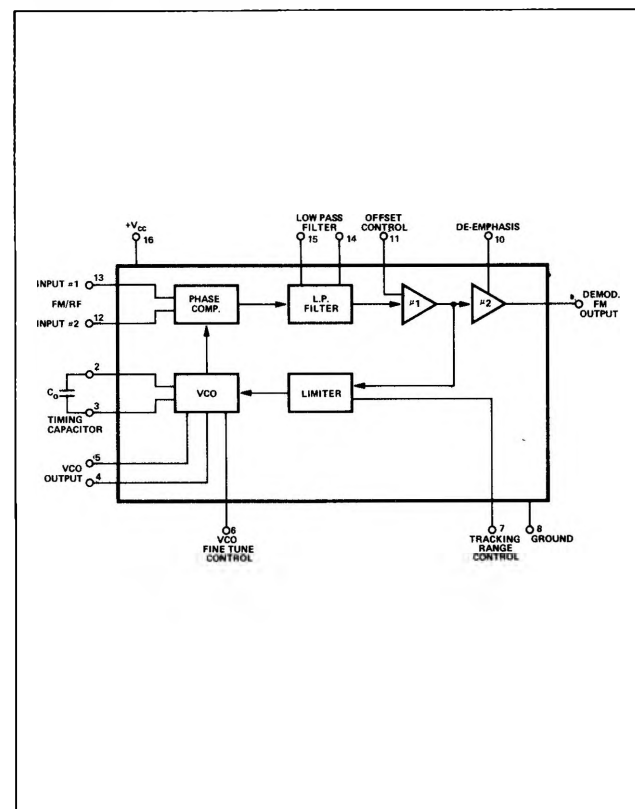 +Vcc
16
LOW PASS
FILTER
15
14
OFFSET
CONTROL
11
DE-EMPHASIS
10
INPUT #1
13
FM/RF
INPUT #2
12
PHASE
COMP.
L.P.
FILTER
μ1
μ2
DEMOD.
FM
OUTPUT
2
Co
3
TIMING
CAPACITOR
VCO
LIMITER
5
VCO
OUTPUT
4
6
VCO
FINE TUNE
CONTROL
7
TRACKING
RANGE
CONTROL
8
GROUND